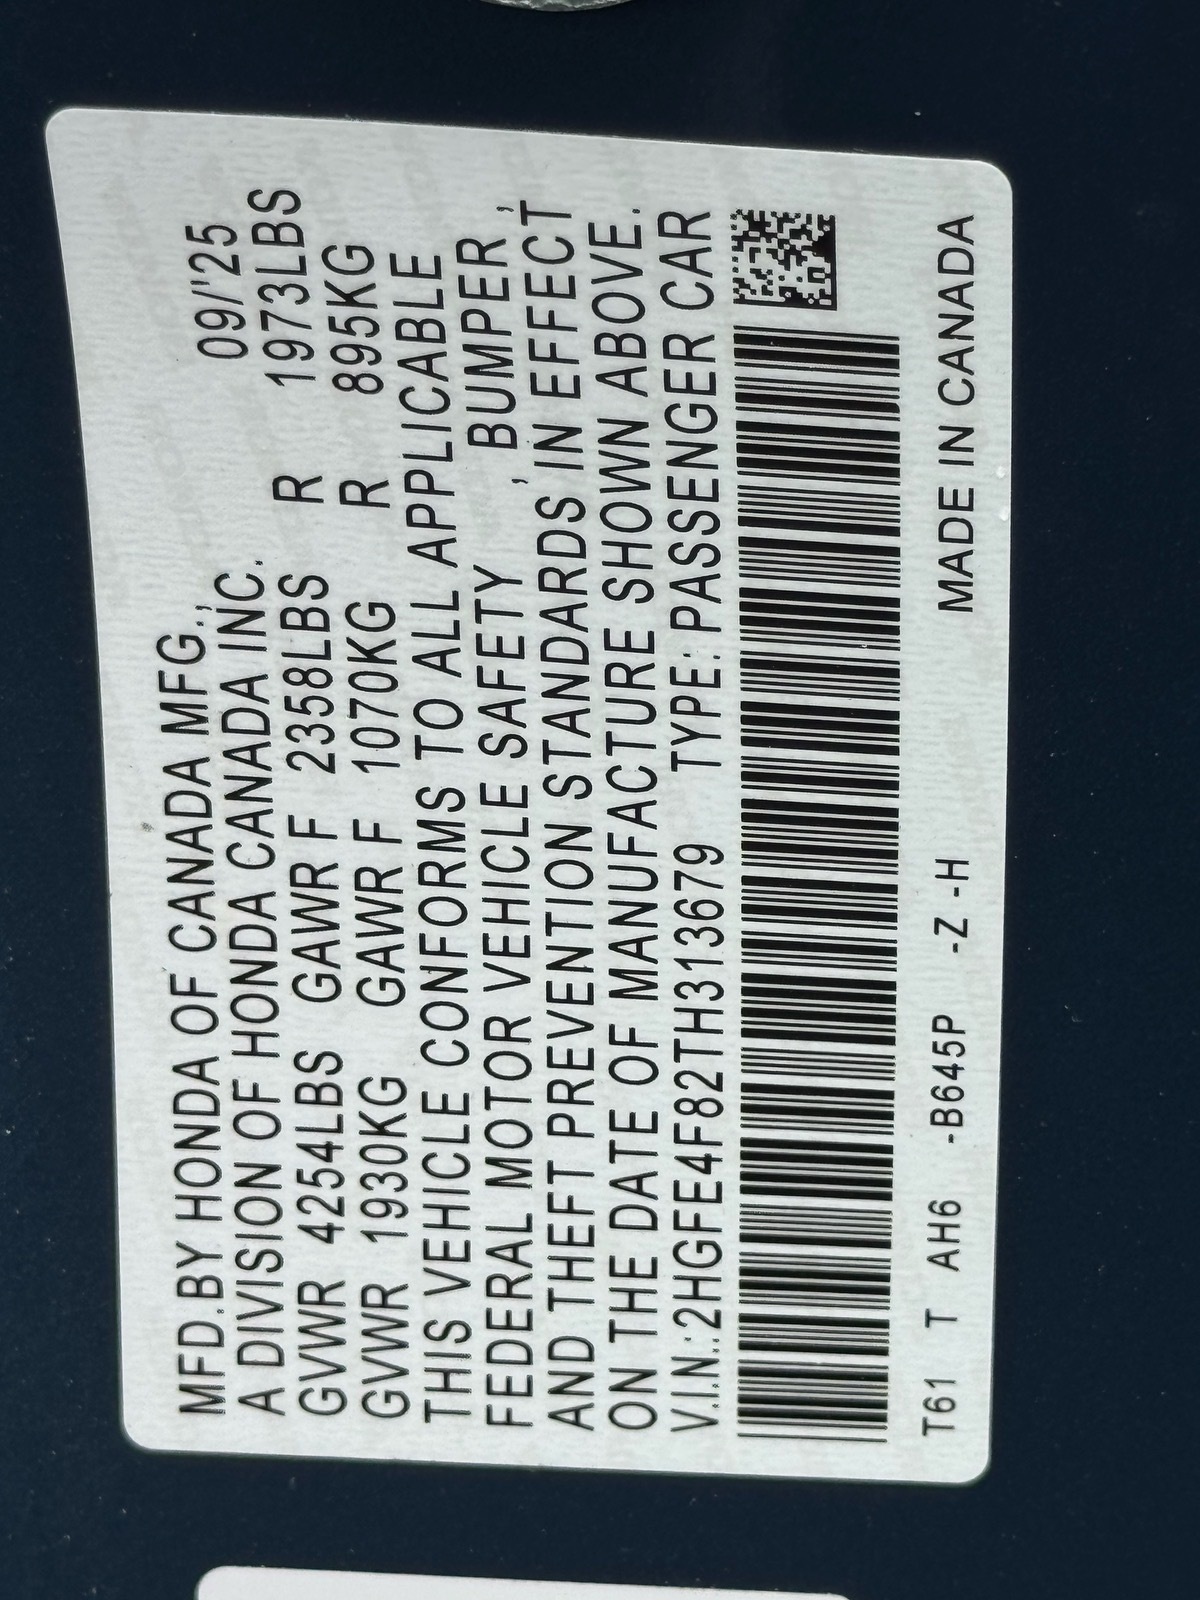 MFD.BY HONDA OF CANADA MFG.,             09/'25
A DIVISION OF HONDA CANADA INC.
GVWR 4254LBS GAWR F 2358LBS R 1973LBS
GVWR 1930KG GAWR F 1070KG R 895KG
THIS VEHICLE CONFORMS TO ALL APPLICABLE
FEDERAL MOTOR VEHICLE SAFETY , BUMPER ,
AND THEFT PREVENTION STANDARDS IN EFFECT
ON THE DATE OF MANUFACTURE SHOWN ABOVE.
V.I.N.:2HGFE4F82TH313679 TYPE: PASSENGER CAR
T61 T AH6 -B645P -Z -H MADE IN CANADA